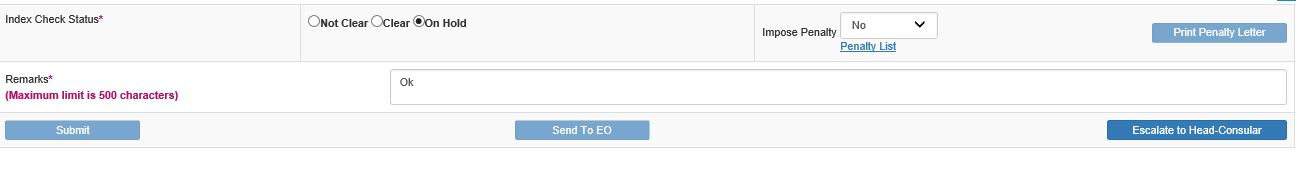 Index Check Status*
Not Clear Clear On Hold
Impose Penalty No
Penalty List
Print Penalty Letter
Remarks*
(Maximum limit is 500 characters)
Ok
Submit
Send To EO
Escalate to Head-Consular